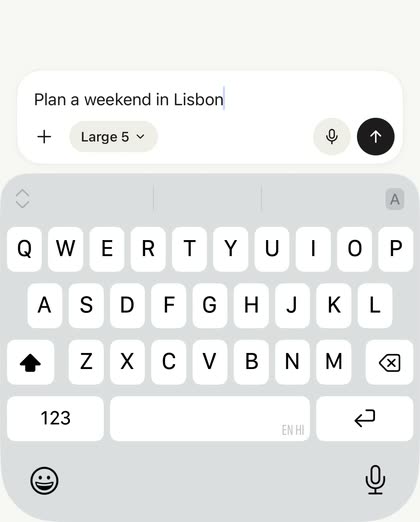 Plan a weekend in Lisbon
Large 5
A
Q W E R T Y U I O P
A S D F G H J K L
Z X C V B N M
123
EN HI